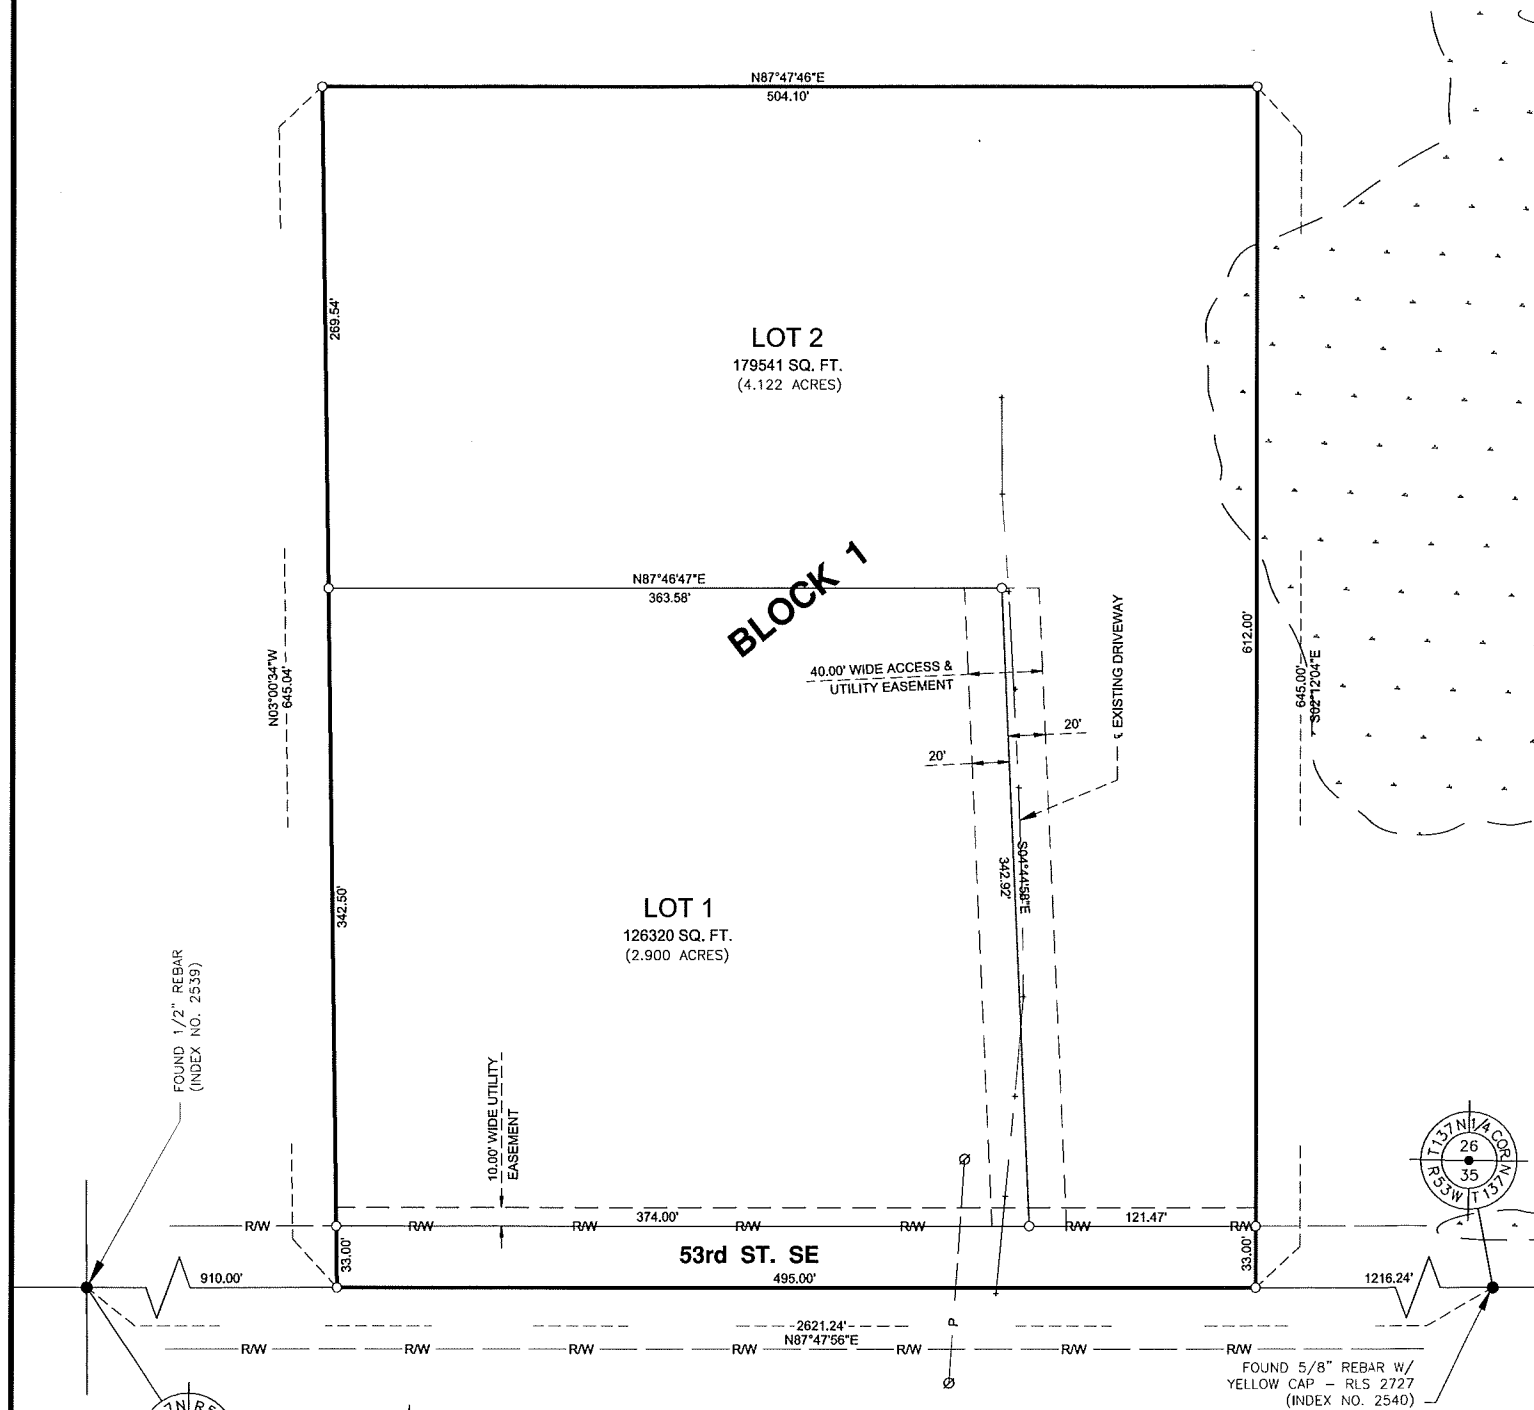 N87°47'46"E
504.10'
269.54'
LOT 2
179541 SQ. FT.
(4.122 ACRES)
BLOCK 1
N87°46'47"E
363.58'
40.00' WIDE ACCESS &
UTILITY EASEMENT
20'
20'
℄ EXISTING DRIVEWAY
612.00'
645.00'
S02°12'04"E
N03°00'34"W
645.04'
S04°44'58"E
342.92'
342.50'
LOT 1
126320 SQ. FT.
(2.900 ACRES)
FOUND 1/2" REBAR
(INDEX NO. 2539)
10.00' WIDE UTILITY
EASEMENT
T137N 1/4 COR
26
35
R53W T137N
R/W R/W R/W 374.00' R/W R/W R/W 121.47' R/W
33.00'
53rd ST. SE
33.00'
910.00'
495.00'
1216.24'
2621.24'
N87°47'56"E
R/W R/W R/W R/W R/W R/W R/W
P
FOUND 5/8" REBAR W/
YELLOW CAP - RLS 2727
(INDEX NO. 2540)